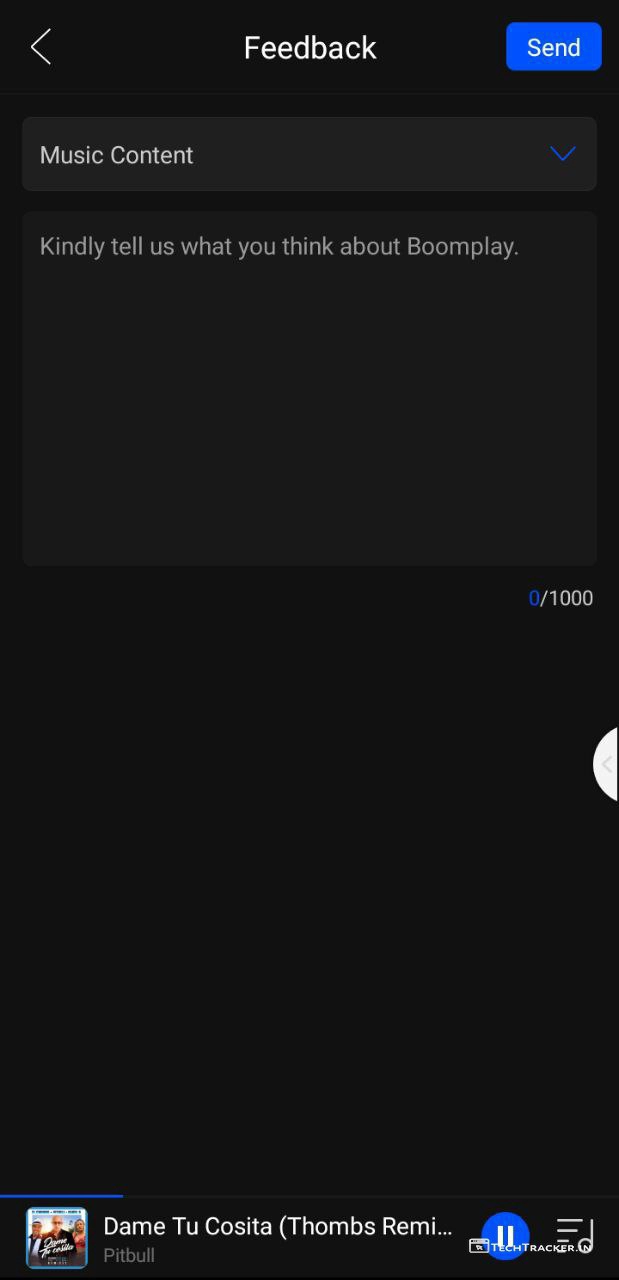 Feedback
Send
Music Content
Kindly tell us what you think about Boomplay.
0/1000
Dame Tu Cosita (Thombs Remi...
Pitbull
Dame
Tu Cosita
TECHTRACKER.IN